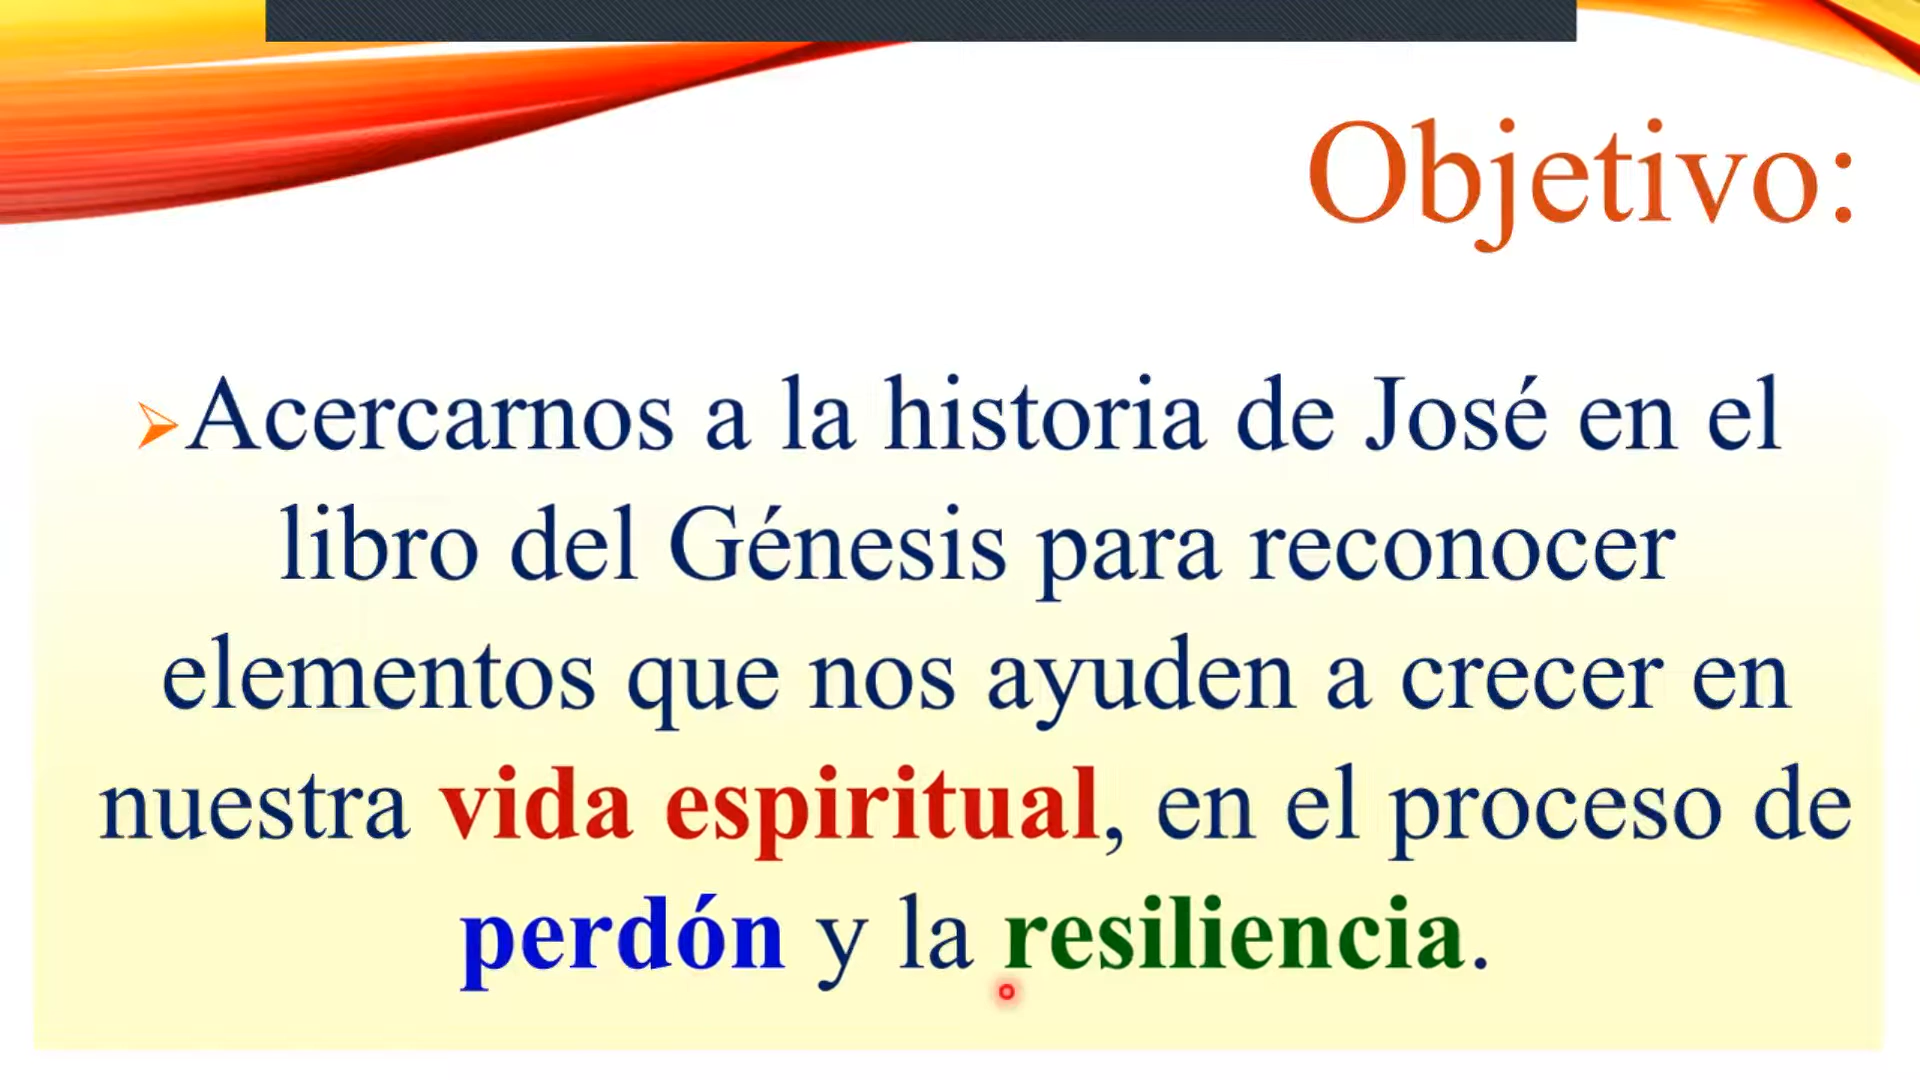 Objetivo:
Acercarnos a la historia de José en el
libro del Génesis para reconocer
elementos que nos ayuden a crecer en
nuestra vida espiritual, en el proceso de
perdón y la resiliencia.